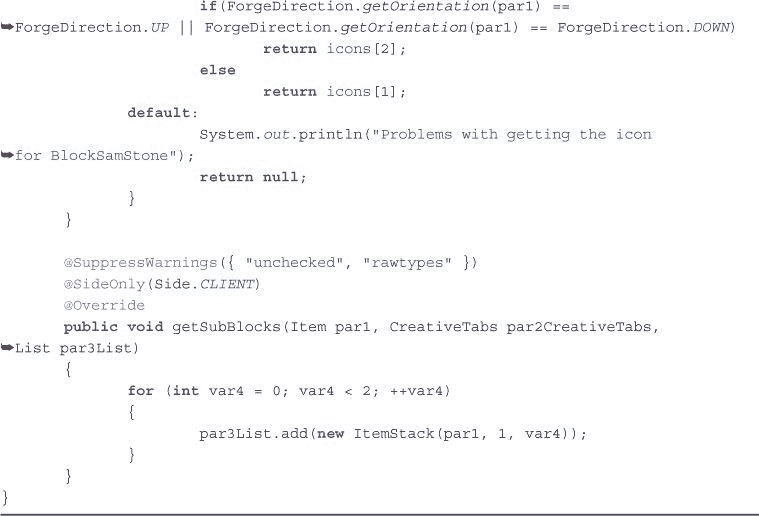 if(ForgeDirection.getOrientation(par1) ==
➥ForgeDirection.UP || ForgeDirection.getOrientation(par1) == ForgeDirection.DOWN)
                                 return icons[2];
                         else
                                 return icons[1];
                default:
                         System.out.println("Problems with getting the icon
➥for BlockSamStone");
                         return null;
                }
        }

        @SuppressWarnings({ "unchecked", "rawtypes" })
        @SideOnly(Side.CLIENT)
        @Override
        public void getSubBlocks(Item par1, CreativeTabs par2CreativeTabs,
➥List par3List)
        {
                for (int var4 = 0; var4 < 2; ++var4)
                {
                         par3List.add(new ItemStack(par1, 1, var4));
                }
        }
}